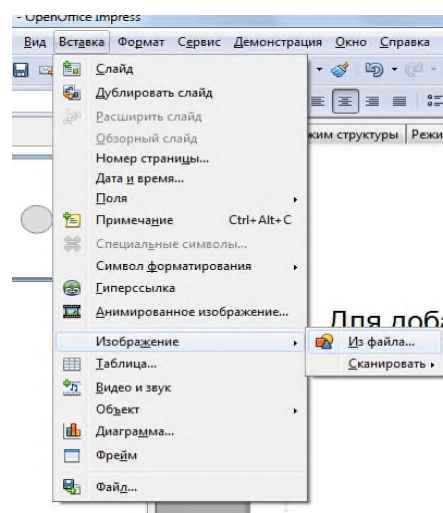 - OpenOffice Impress
Вид Вставка Формат Сервис Демонстрация Окно Справка
Слайд
Дублировать слайд
Расширить слайд
Обзорный слайд
жим структуры Режи
Номер страницы...
Дата и время...
Поля
Примечание Ctrl+Alt+C
Специальные символы...
Символ форматирования
Гиперссылка
Анимированное изображение...
Для доба
Изображение
Из файла...
Таблица...
Сканировать
Видео и звук
Объект
Диаграмма...
Фрейм
Файл...